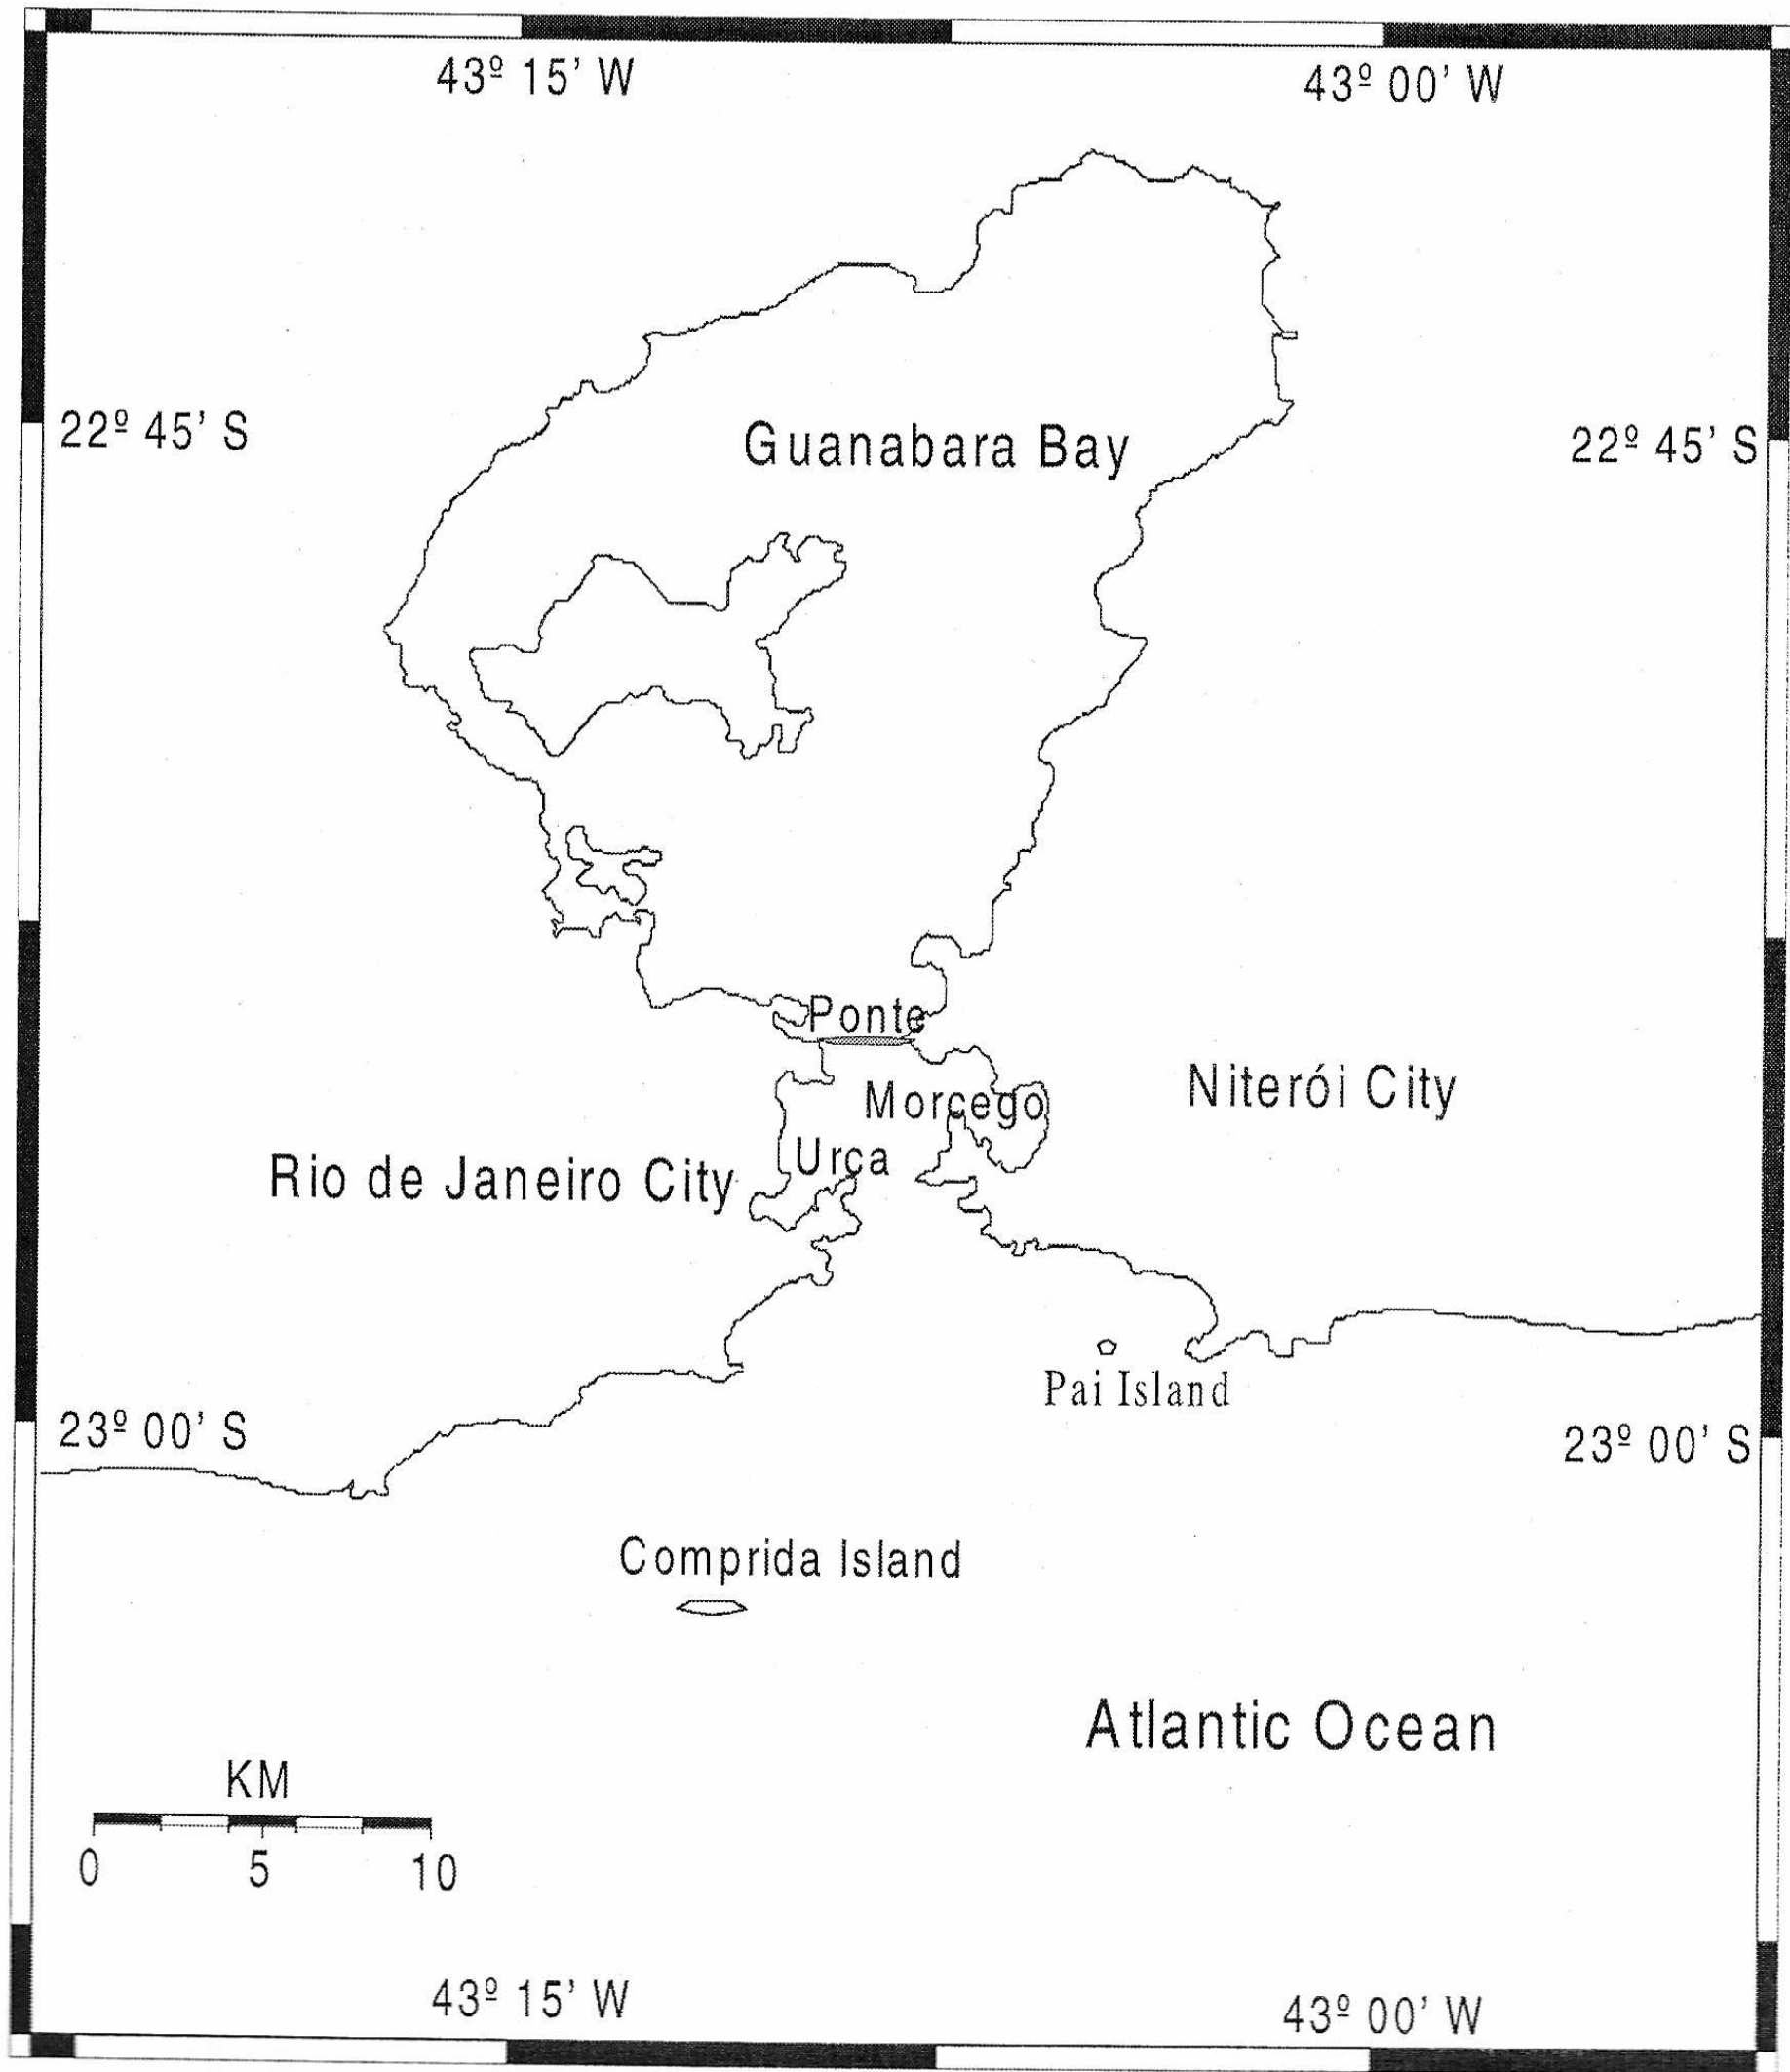 43º 15' W
43º 00' W
22º 45' S
Guanabara Bay
22º 45' S
Ponte
Niterói City
Morcego
Urca
Rio de Janeiro City
Pai Island
23º 00' S
23º 00' S
Comprida Island
Atlantic Ocean
KM
0 5 10
43º 15' W
43º 00' W